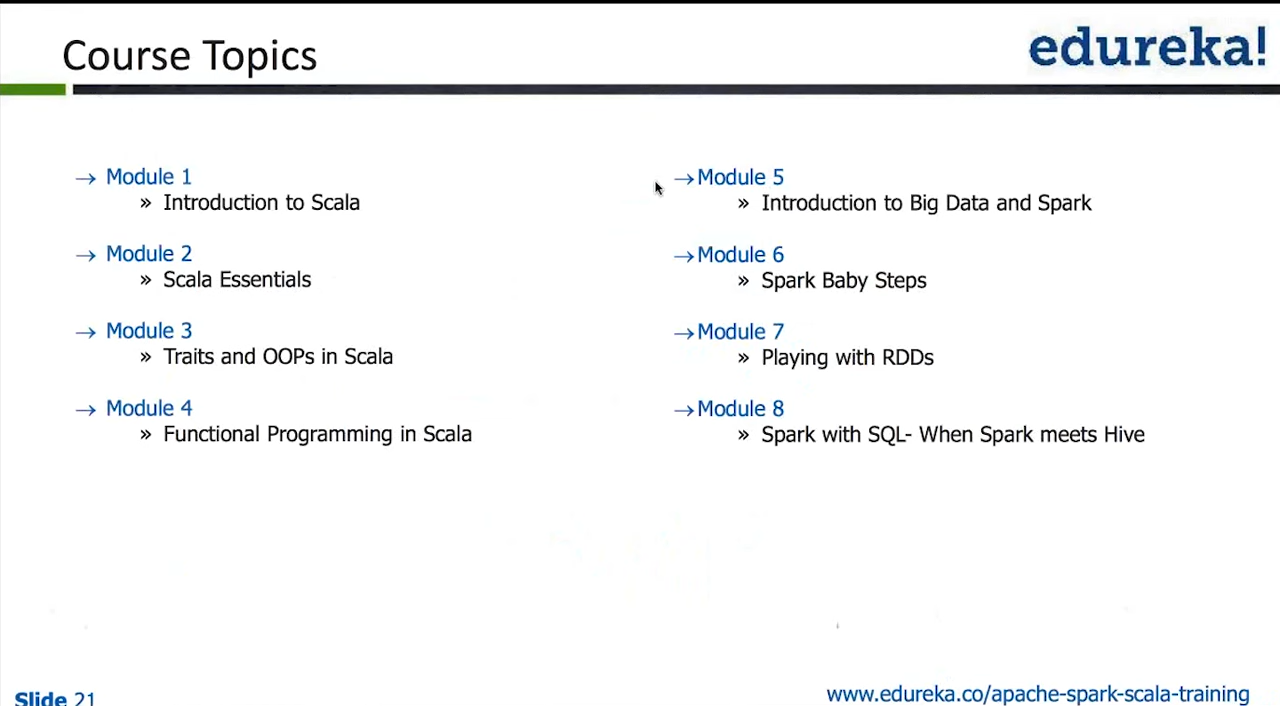 Course Topics
edureka!
→ Module 1
» Introduction to Scala
→ Module 2
» Scala Essentials
→ Module 3
» Traits and OOPs in Scala
→ Module 4
» Functional Programming in Scala
→Module 5
» Introduction to Big Data and Spark
→Module 6
» Spark Baby Steps
→Module 7
» Playing with RDDs
→Module 8
» Spark with SQL- When Spark meets Hive
Slide 21
www.edureka.co/apache-spark-scala-training